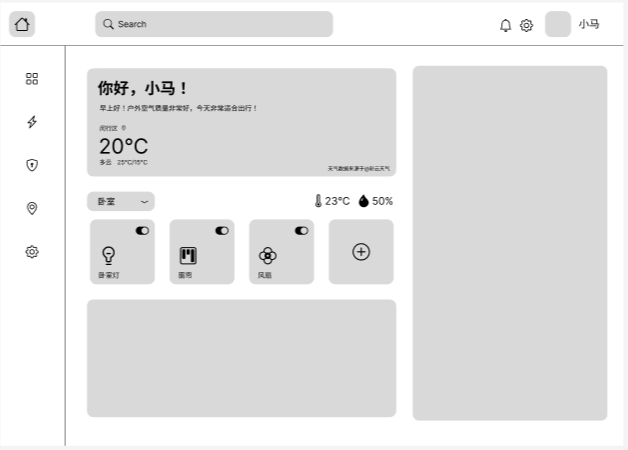 Search
小马
你好，小马！
早上好！户外空气质量非常好，今天非常适合出行！
闵行区
20°C
多云 25°C/15°C
天气数据来源于@彩云天气
卧室
23°C
50%
卧室灯
窗帘
风扇